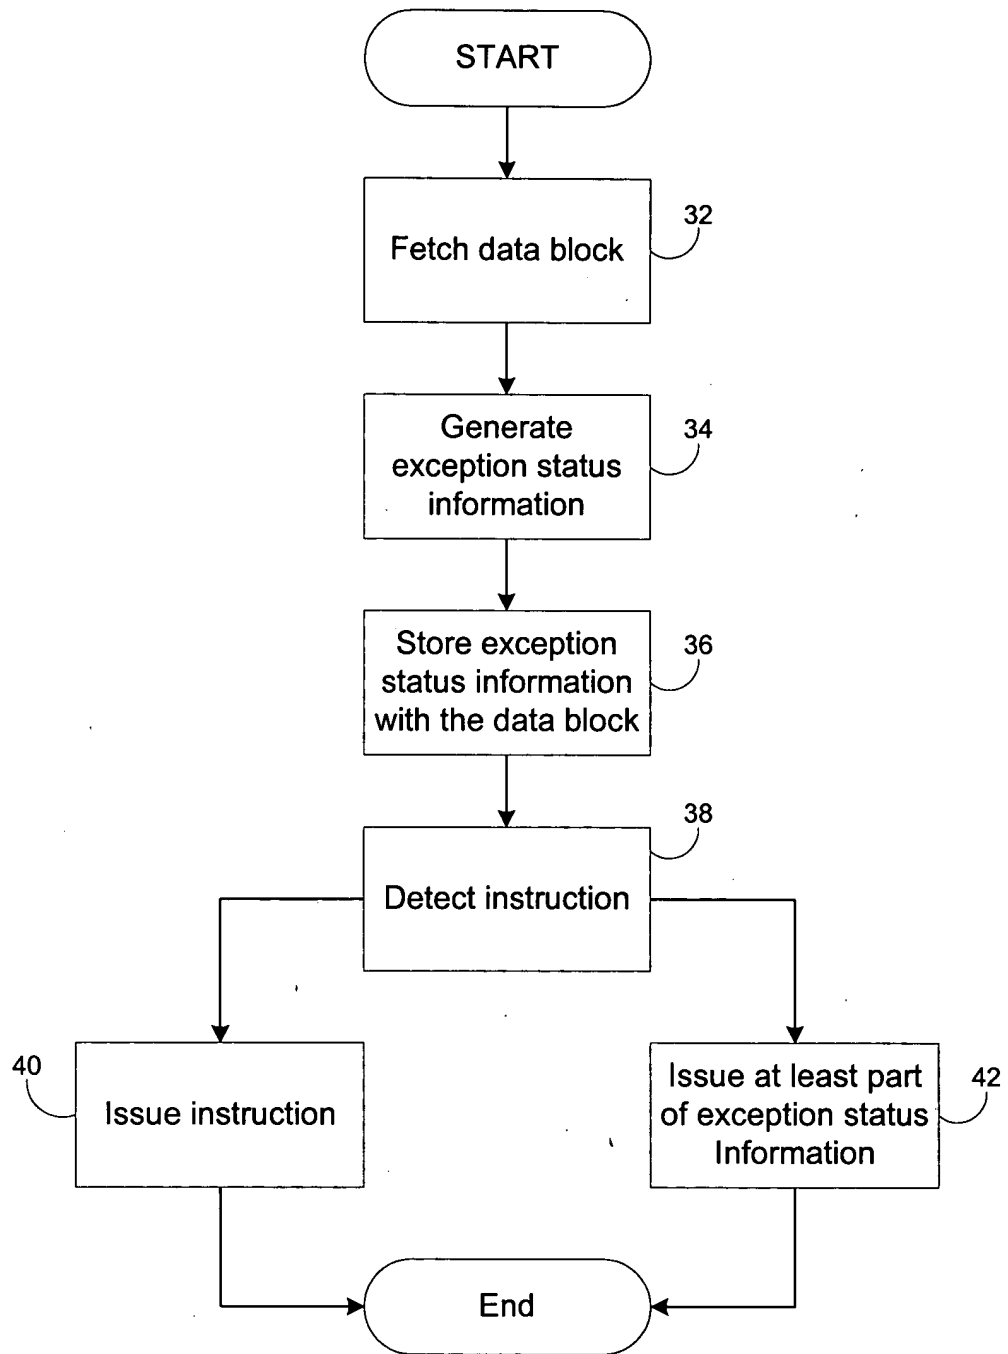 START
Fetch data block
32
Generate
exception status
information
34
Store exception
status information
with the data block
36
Detect instruction
38
Issue instruction
40
Issue at least part
of exception status
Information
42
End